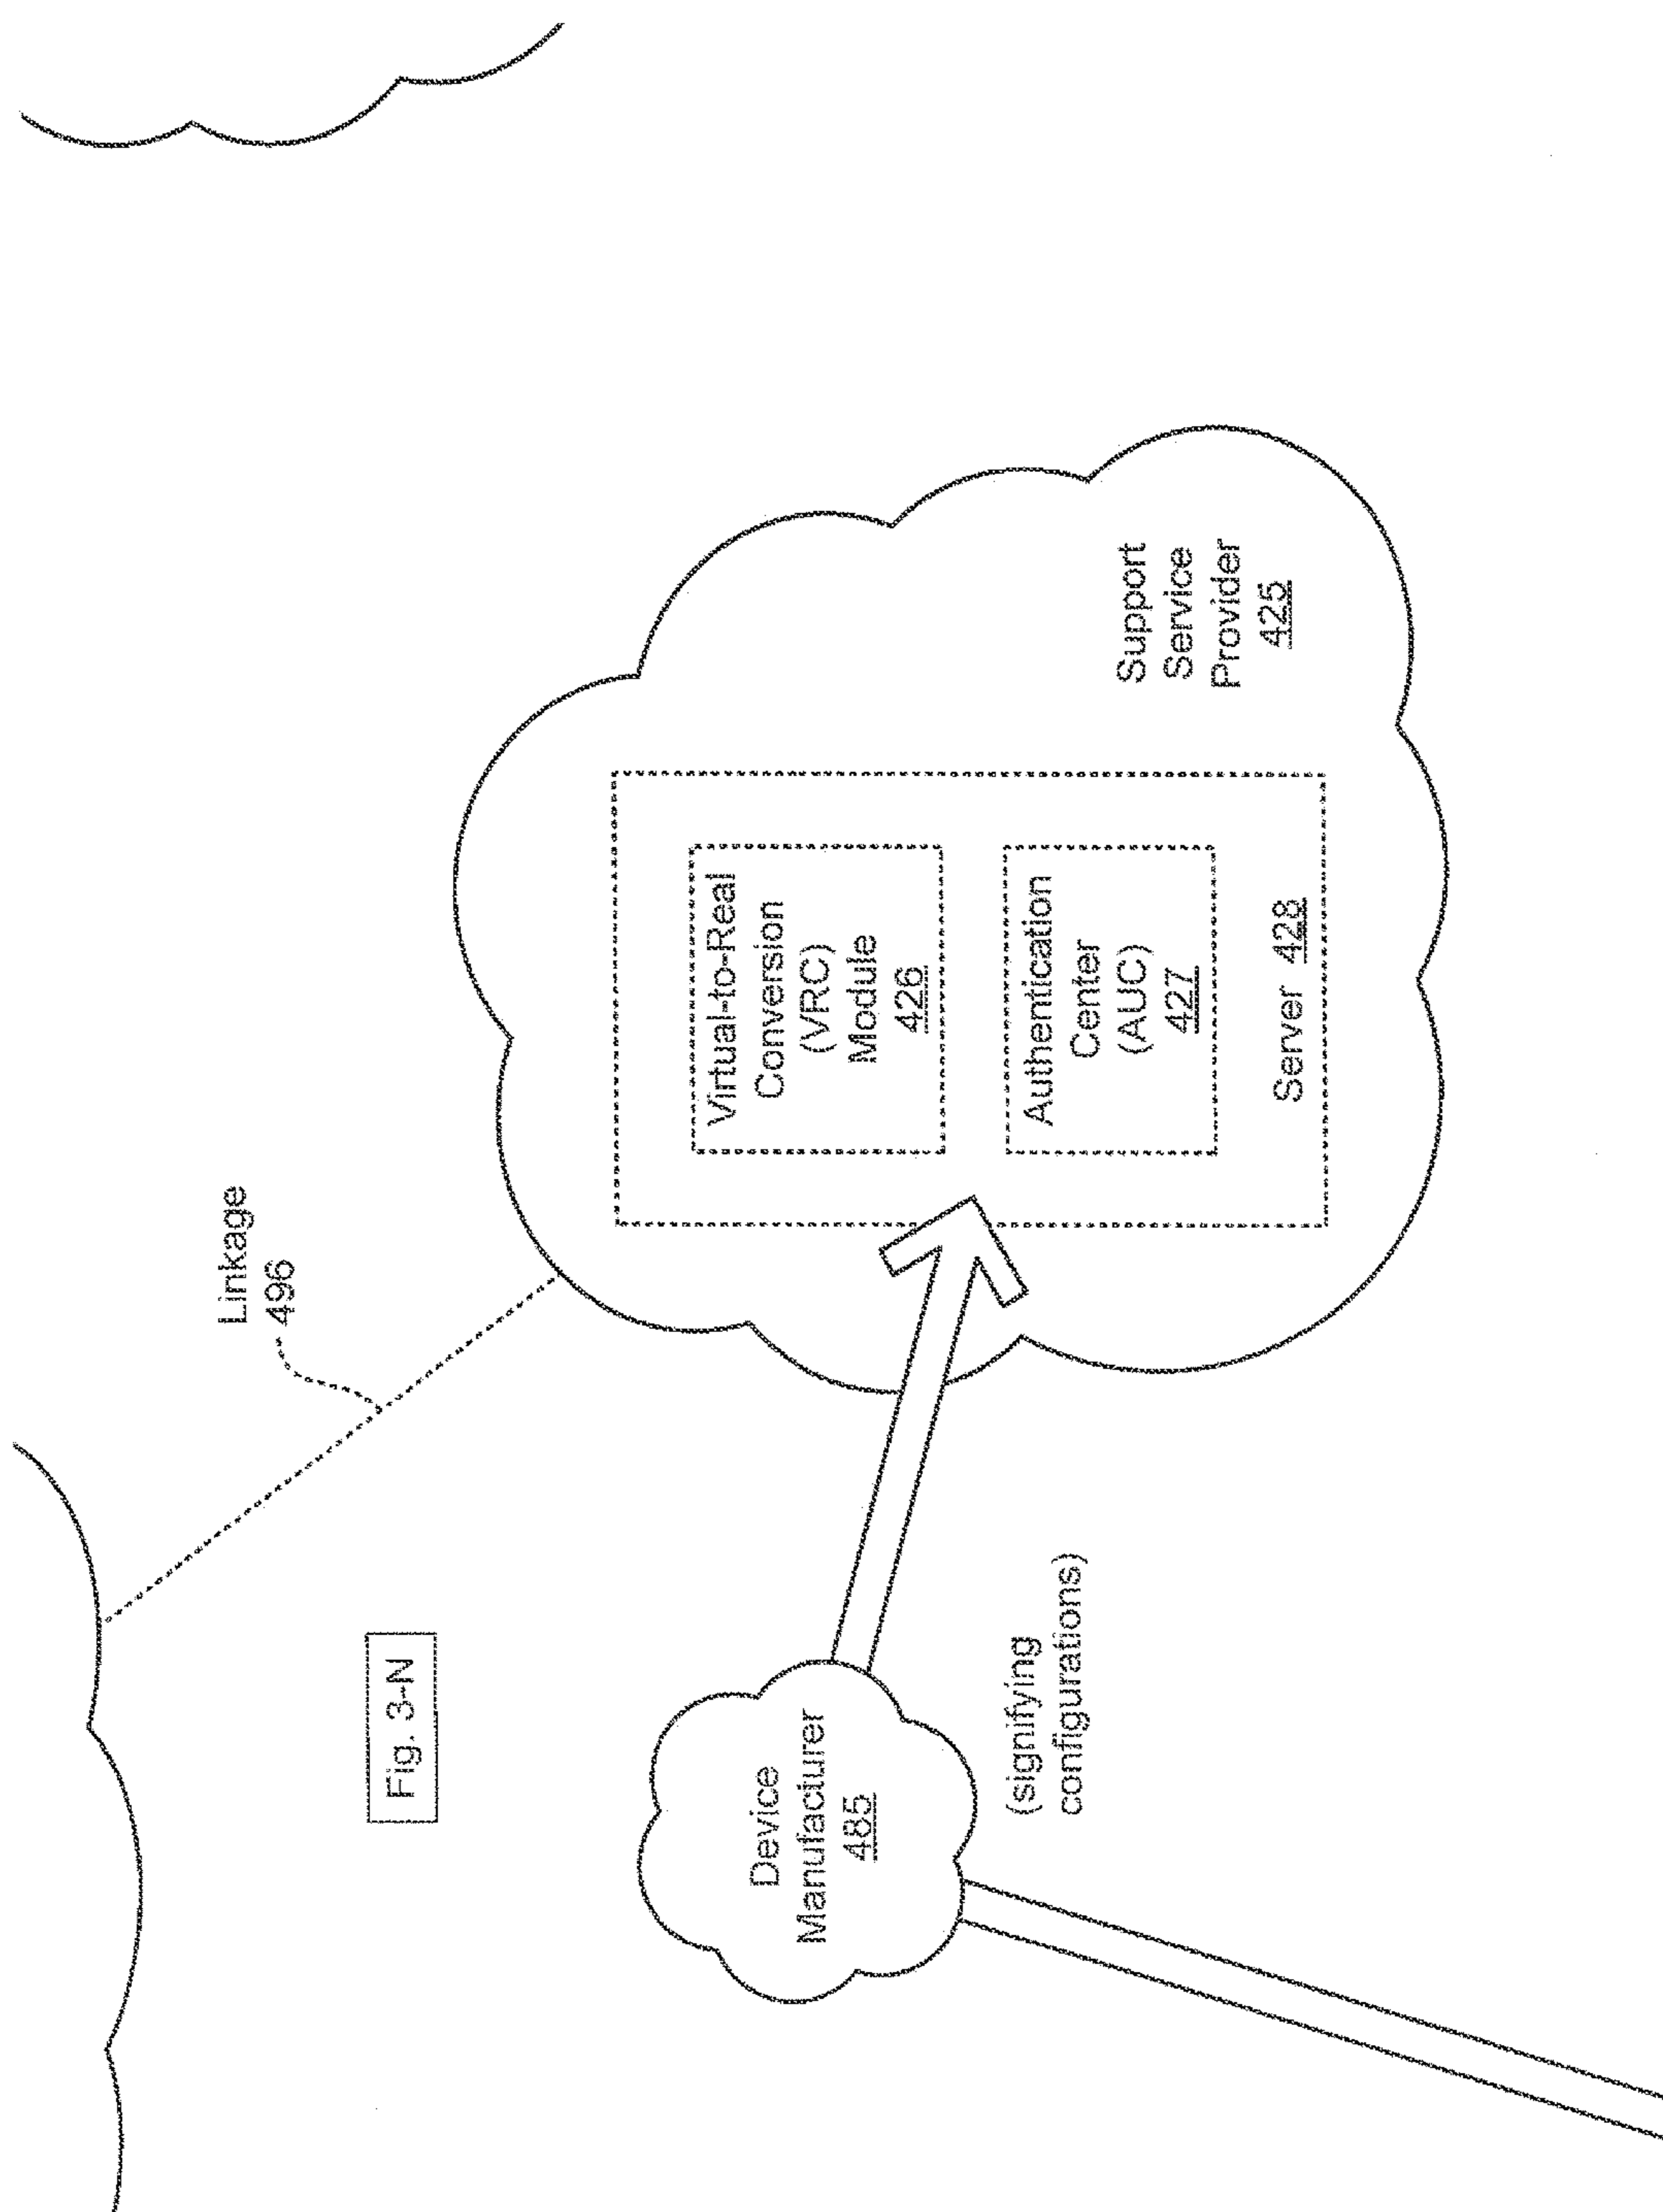 Linkage
496
Fig. 3-N
Virtual-to-Real
Conversion
(VRC)
Module
426
Authentication
Center
(AUC)
427
Server 428
Support
Service
Provider
425
Device
Manufacturer
485
(signifying
configurations)